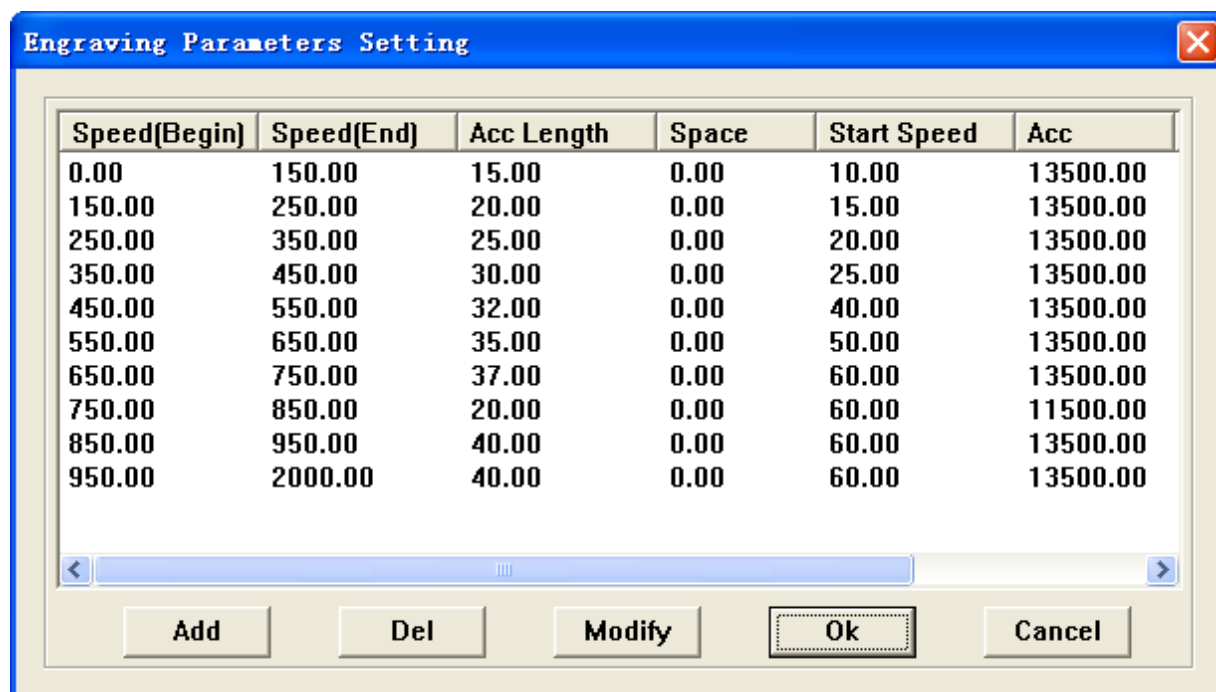 Engraving Parameters Setting
Speed(Begin) Speed(End) Acc Length Space Start Speed Acc
0.00 150.00 15.00 0.00 10.00 13500.00
150.00 250.00 20.00 0.00 15.00 13500.00
250.00 350.00 25.00 0.00 20.00 13500.00
350.00 450.00 30.00 0.00 25.00 13500.00
450.00 550.00 32.00 0.00 40.00 13500.00
550.00 650.00 35.00 0.00 50.00 13500.00
650.00 750.00 37.00 0.00 60.00 13500.00
750.00 850.00 20.00 0.00 60.00 11500.00
850.00 950.00 40.00 0.00 60.00 13500.00
950.00 2000.00 40.00 0.00 60.00 13500.00
Add Del Modify Ok Cancel